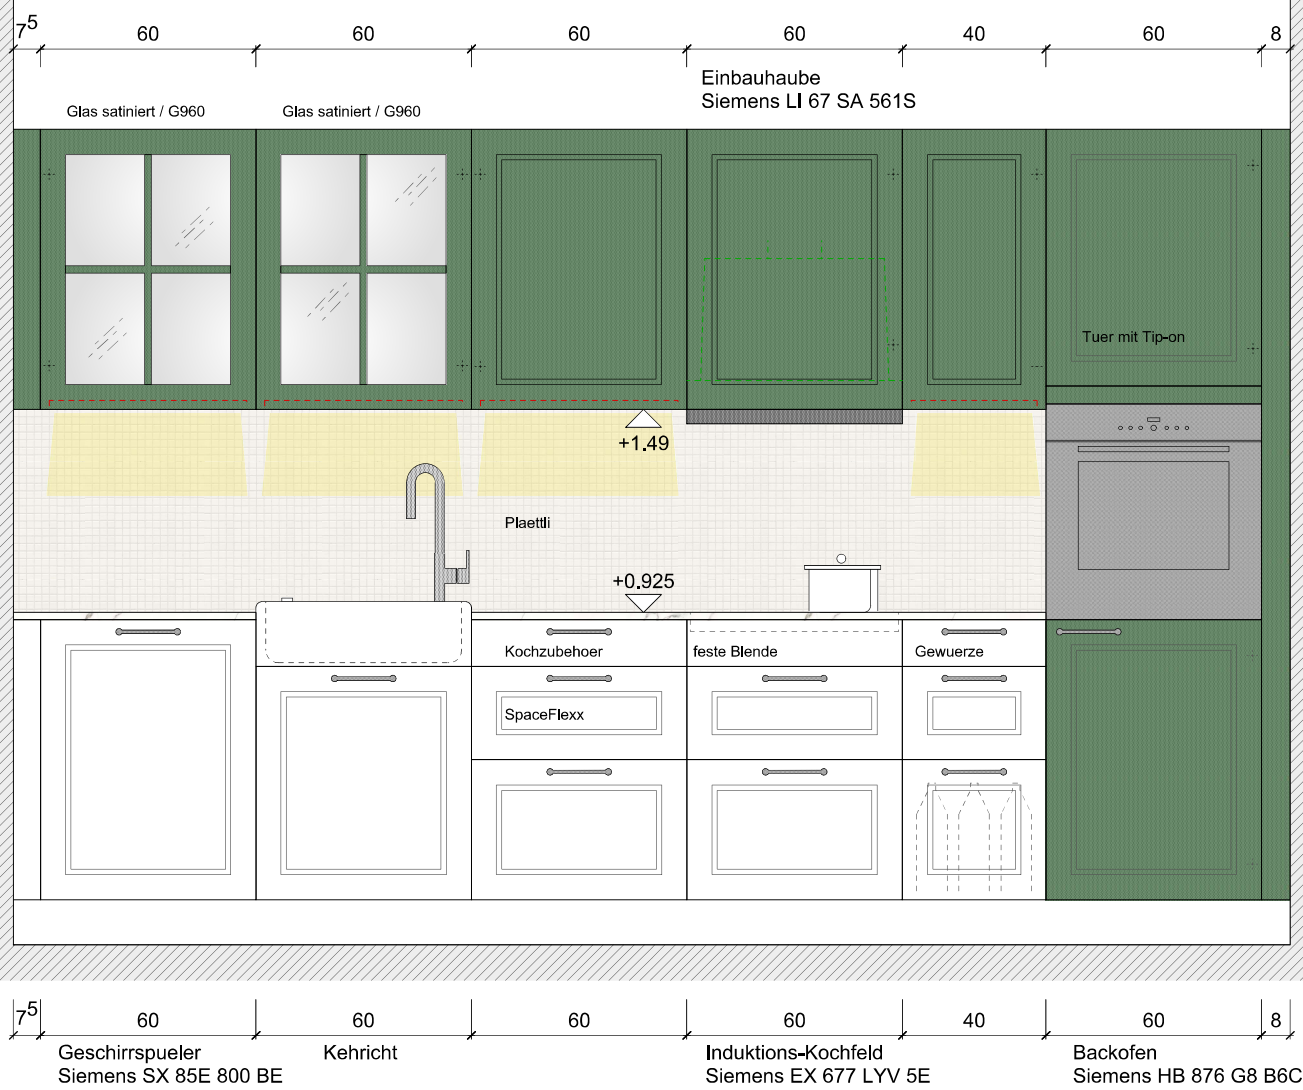 7⁵ 60 60 60 60 40 60 8
Einbauhaube
Siemens LI 67 SA 561S
Glas satiniert / G960 Glas satiniert / G960
Tuer mit Tip-on
+1.49
Plaettli
+0.925
Kochzubehoer feste Blende Gewuerze
SpaceFlexx
7⁵ 60 60 60 60 40 60 8
Geschirrspueler
Siemens SX 85E 800 BE
Kehricht
Induktions-Kochfeld
Siemens EX 677 LYV 5E
Backofen
Siemens HB 876 G8 B6C